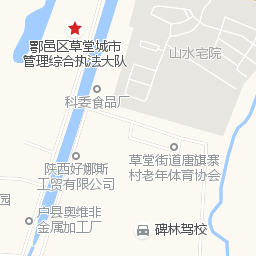 鄠邑区草堂城市
管理综合执法大队
山水宅院
科委食品厂
草堂街道唐旗寨
村老年体育协会
陕西好娜斯
工贸有限公司
园
户县奥维非
金属加工厂
碑林驾校